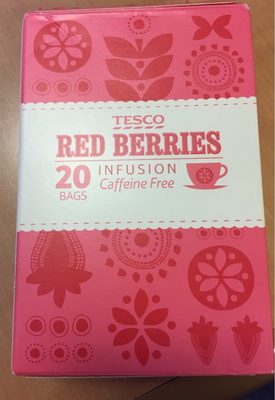 TESCO
RED BERRIES
20 BAGS
INFUSION
Caffeine Free